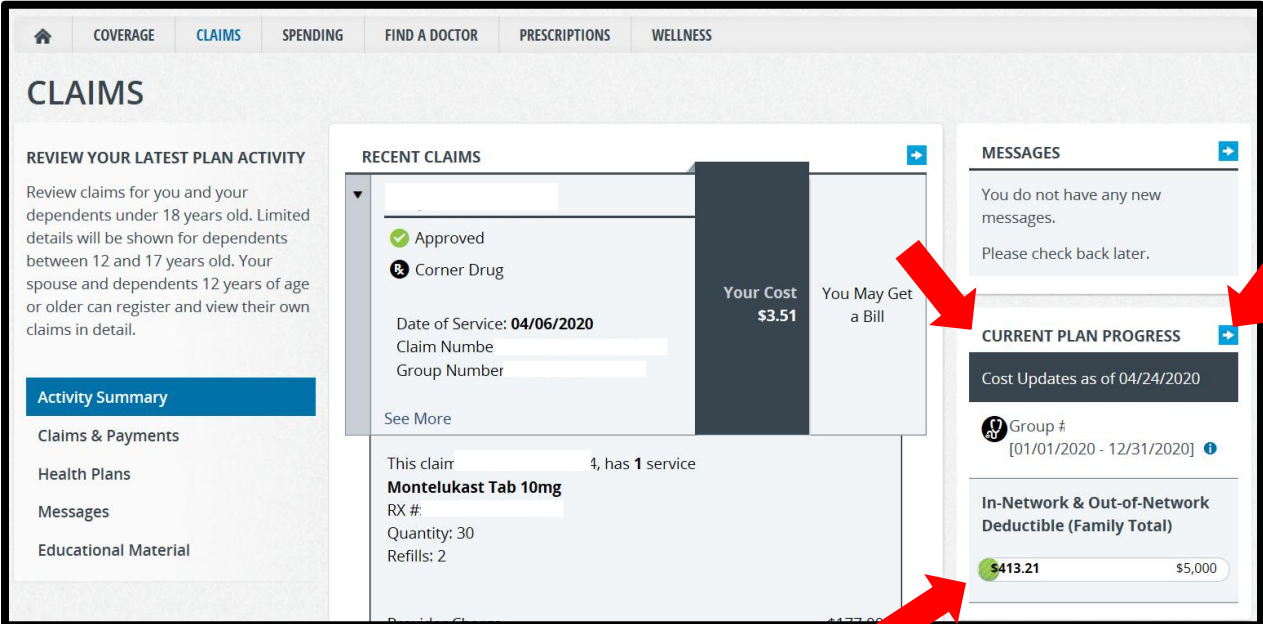 COVERAGE CLAIMS SPENDING FIND A DOCTOR PRESCRIPTIONS WELLNESS
CLAIMS
REVIEW YOUR LATEST PLAN ACTIVITY
Review claims for you and your
dependents under 18 years old. Limited
details will be shown for dependents
between 12 and 17 years old. Your
spouse and dependents 12 years of age
or older can register and view their own
claims in detail.
Activity Summary
Claims & Payments
Health Plans
Messages
Educational Material
RECENT CLAIMS
Approved
Corner Drug
Date of Service: 04/06/2020
Claim Numbe
Group Number
See More
Your Cost
$3.51
You May Get
a Bill
This claim 4, has 1 service
Montelukast Tab 10mg
RX #:
Quantity: 30
Refills: 2
MESSAGES
You do not have any new
messages.
Please check back later.
CURRENT PLAN PROGRESS
Cost Updates as of 04/24/2020
Group #
[01/01/2020 - 12/31/2020]
In-Network & Out-of-Network
Deductible (Family Total)
$413.21 $5,000